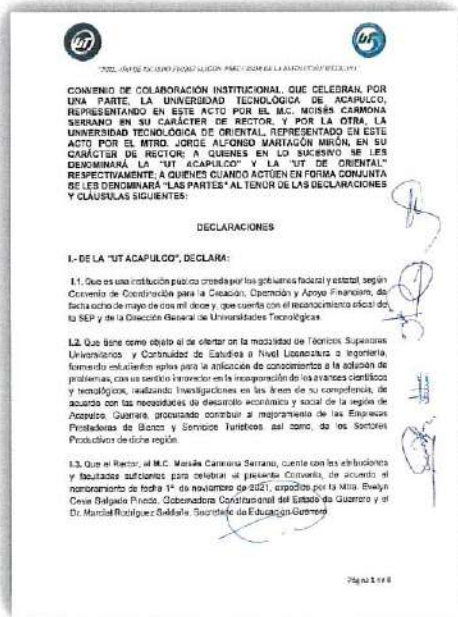 UT
UT
CONVENIO DE COLABORACIÓN INSTITUCIONAL, QUE CELEBRAN, POR
UNA PARTE, LA UNIVERSIDAD TECNOLÓGICA DE ACAPULCO,
REPRESENTANDO EN ESTE ACTO POR EL M.C. MOISÉS CARMONA
SERRANO EN SU CARÁCTER DE RECTOR, Y POR LA OTRA, LA
UNIVERSIDAD TECNOLÓGICA DE ORIENTAL, REPRESENTADO EN ESTE
ACTO POR EL MTRO. JORGE ALFONSO MARTAGÓN MIRÓN, EN SU
CARÁCTER DE RECTOR; A QUIENES EN LO SUCESIVO SE LES
DENOMINARÁ LA "UT ACAPULCO" Y LA "UT DE ORIENTAL"
RESPECTIVAMENTE; A QUIENES CUANDO ACTÚEN EN FORMA CONJUNTA
SE LES DENOMINARÁ "LAS PARTES" AL TENOR DE LAS DECLARACIONES
Y CLÁUSULAS SIGUIENTES:
DECLARACIONES
I.- DE LA "UT ACAPULCO", DECLARA:
I.1. Que es una institución pública creada por los gobiernos federal y estatal, según
Convenio de Coordinación para la Creación, Operación y Apoyo Financiero, de
fecha ocho de mayo de dos mil doce y, que cuenta con el reconocimiento oficial de
la SEP y de la Dirección General de Universidades Tecnológicas.
I.2. Que tiene como objeto el de ofertar en la modalidad de Técnicos Superiores
Universitarios y Continuidad de Estudios a Nivel Licenciatura e Ingeniería,
formando estudiantes aptos para la aplicación de conocimientos a la solución de
problemas, con un sentido innovador en la incorporación de los avances científicos
y tecnológicos, realizando investigaciones en las áreas de su competencia, de
acuerdo con las necesidades de desarrollo económico y social de la región de
Acapulco, Guerrero, procurando contribuir al mejoramiento de las Empresas
Prestadoras de Bienes y Servicios Turísticos, así como, de los Sectores
Productivos de dicha región.
I.3. Que el Rector, el M.C. Moisés Carmona Serrano, cuenta con las atribuciones
y facultades suficientes para celebrar el presente Convenio, de acuerdo al
nombramiento de fecha 1° de noviembre de 2021, expedido por la Mtra. Evelyn
Cesia Salgado Pineda, Gobernadora Constitucional del Estado de Guerrero y el
Dr. Marcial Rodríguez Saldaña, Secretario de Educación Guerrero